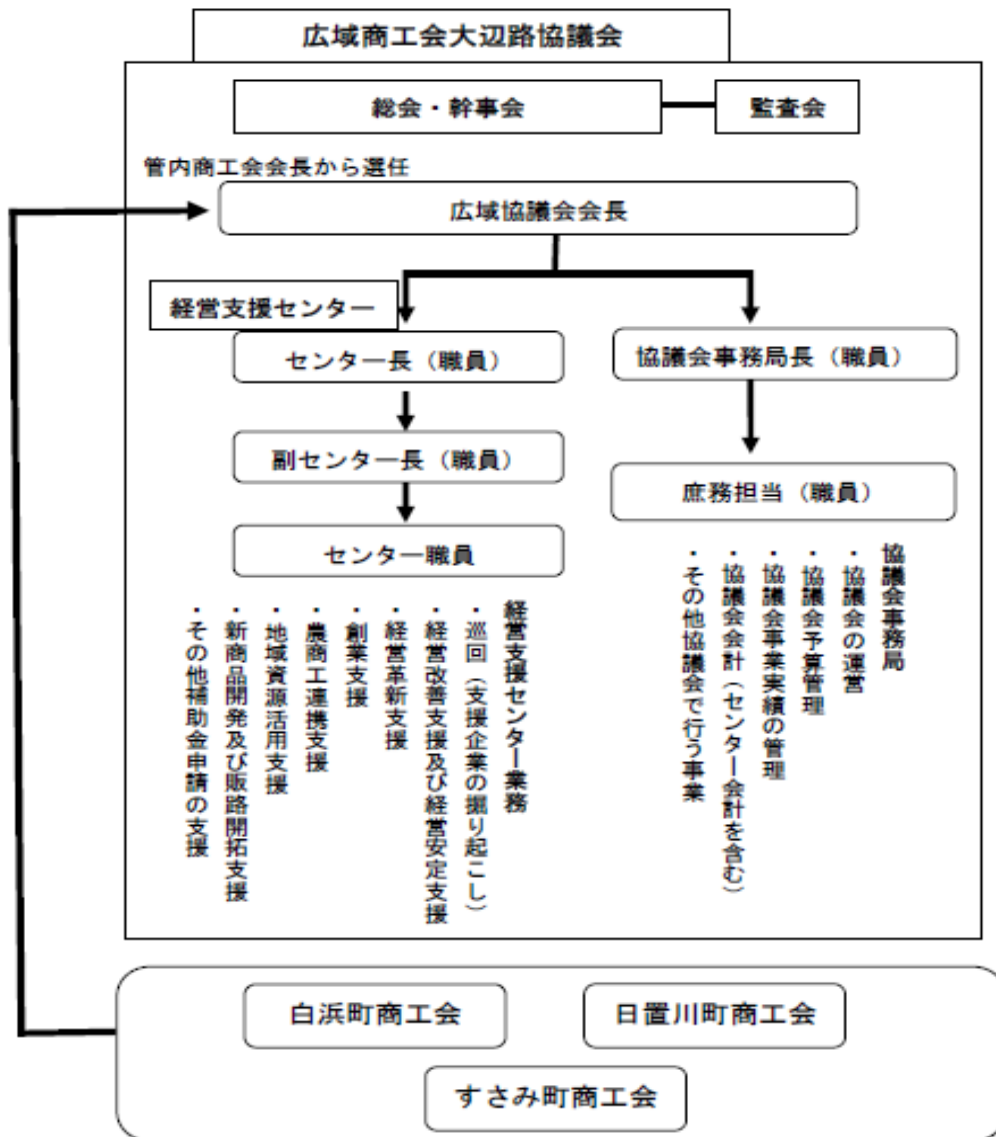 広域商工会大辺路協議会
総会・幹事会
監査会
管内商工会会長から選任
広域協議会会長
経営支援センター
センター長（職員）
協議会事務局長（職員）
副センター長（職員）
庶務担当（職員）
センター職員
経営支援センター業務
・巡回（支援企業の掘り起こし）
・経営改善支援及び経営安定支援
・経営革新支援
・創業支援
・農商工連携支援
・地域資源活用支援
・新商品開発及び販路開拓支援
・その他補助金申請の支援
協議会事務局
・協議会の運営
・協議会予算管理
・協議会事業実績の管理
・協議会会計（センター会計を含む）
・その他協議会で行う事業
白浜町商工会
日置川町商工会
すさみ町商工会